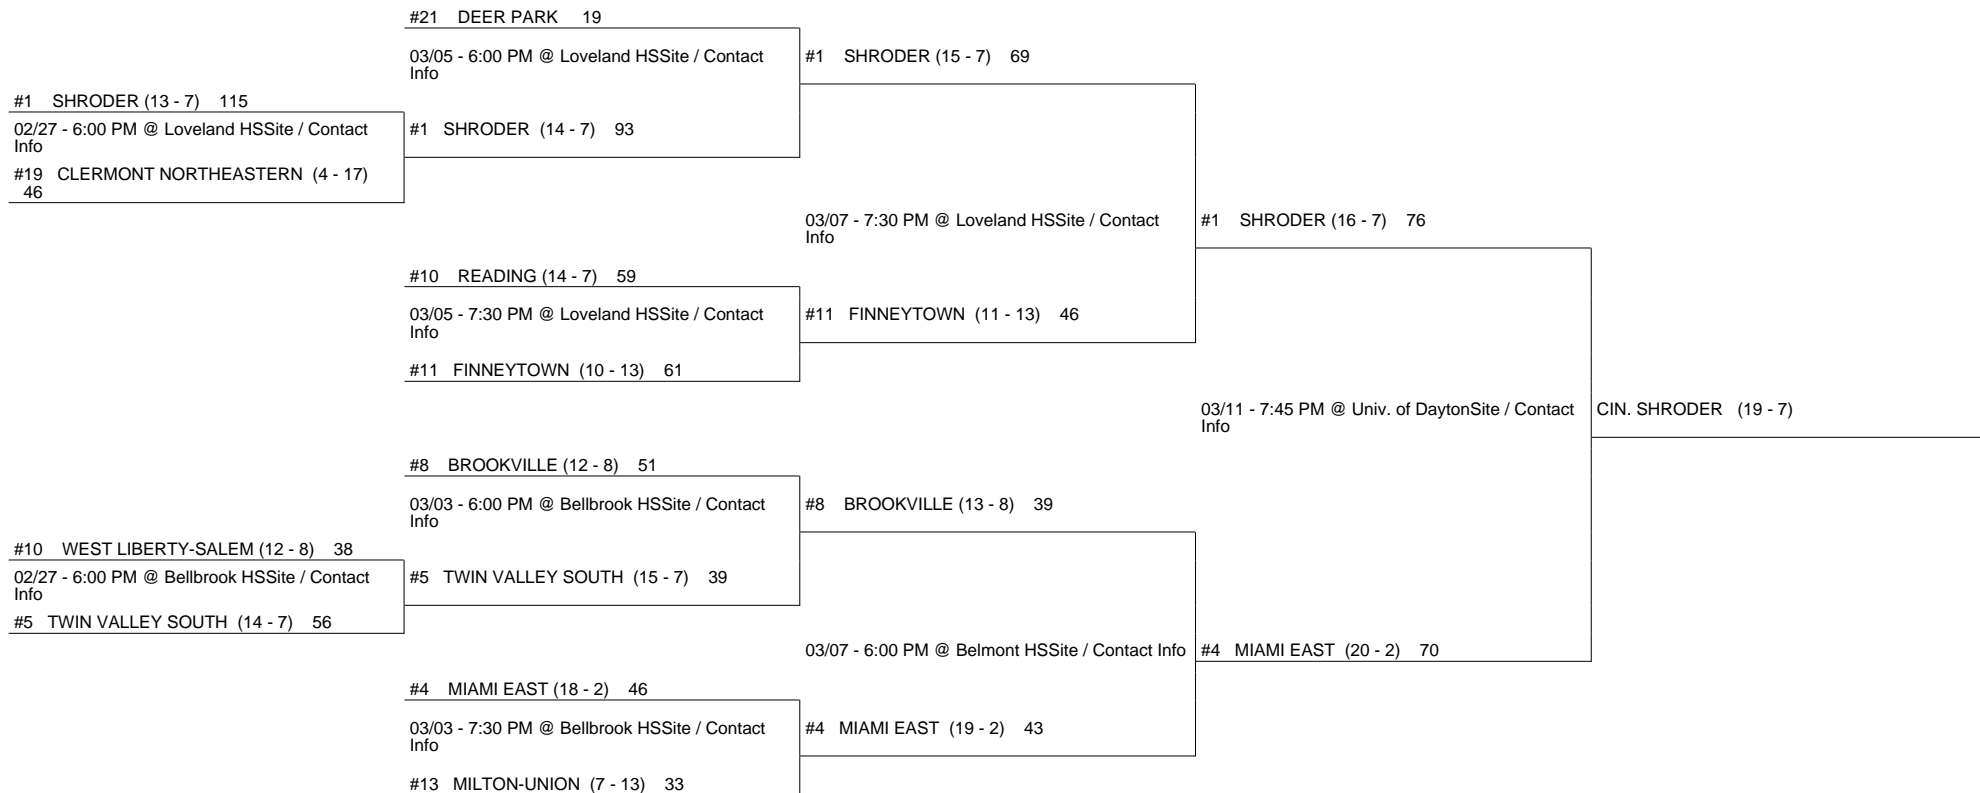 #21 DEER PARK 19
03/05 - 6:00 PM @ Loveland HSSite / Contact
Info
#1 SHRODER (15 - 7) 69
#1 SHRODER (13 - 7) 115
02/27 - 6:00 PM @ Loveland HSSite / Contact
Info
#1 SHRODER (14 - 7) 93
#19 CLERMONT NORTHEASTERN (4 - 17)
46
03/07 - 7:30 PM @ Loveland HSSite / Contact
Info
#1 SHRODER (16 - 7) 76
#10 READING (14 - 7) 59
03/05 - 7:30 PM @ Loveland HSSite / Contact
Info
#11 FINNEYTOWN (11 - 13) 46
#11 FINNEYTOWN (10 - 13) 61
03/11 - 7:45 PM @ Univ. of DaytonSite / Contact
Info
CIN. SHRODER (19 - 7)
#8 BROOKVILLE (12 - 8) 51
03/03 - 6:00 PM @ Bellbrook HSSite / Contact
Info
#8 BROOKVILLE (13 - 8) 39
#10 WEST LIBERTY-SALEM (12 - 8) 38
02/27 - 6:00 PM @ Bellbrook HSSite / Contact
Info
#5 TWIN VALLEY SOUTH (15 - 7) 39
#5 TWIN VALLEY SOUTH (14 - 7) 56
03/07 - 6:00 PM @ Belmont HSSite / Contact Info
#4 MIAMI EAST (20 - 2) 70
#4 MIAMI EAST (18 - 2) 46
03/03 - 7:30 PM @ Bellbrook HSSite / Contact
Info
#4 MIAMI EAST (19 - 2) 43
#13 MILTON-UNION (7 - 13) 33